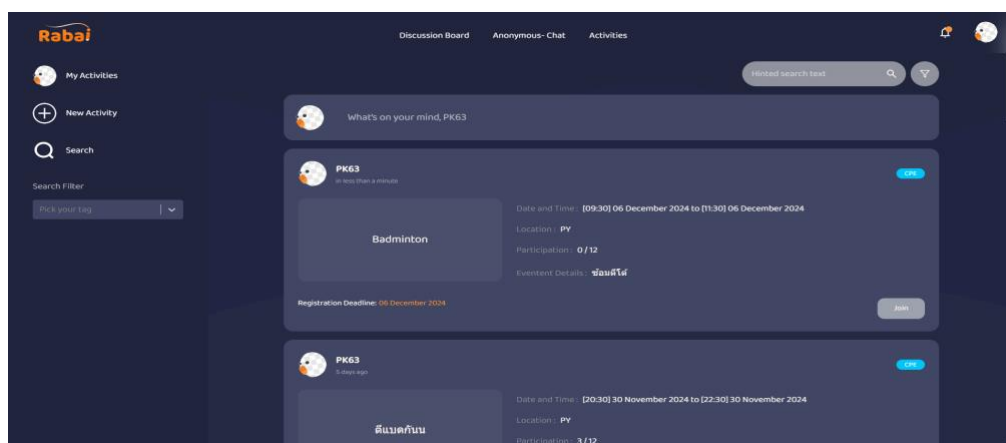 Rabai
Discussion Board
Anonymous- Chat
Activities
My Activities
New Activity
Search
Search Filter
Pick your tag
Hinted search text
What's on your mind, PK63
PK63
in less than a minute
CPE
Badminton
Date and Time : [09:30] 06 December 2024 to [11:30] 06 December 2024
Location : PY
Participation : 0 / 12
Eventent Details : ซ้อมตีโต้
Registration Deadline: 06 December 2024
Join
PK63
5 days ago
CPE
ตีแบดกันน
Date and Time : [20:30] 30 November 2024 to [22:30] 30 November 2024
Location : PY
Participation : 3 / 12